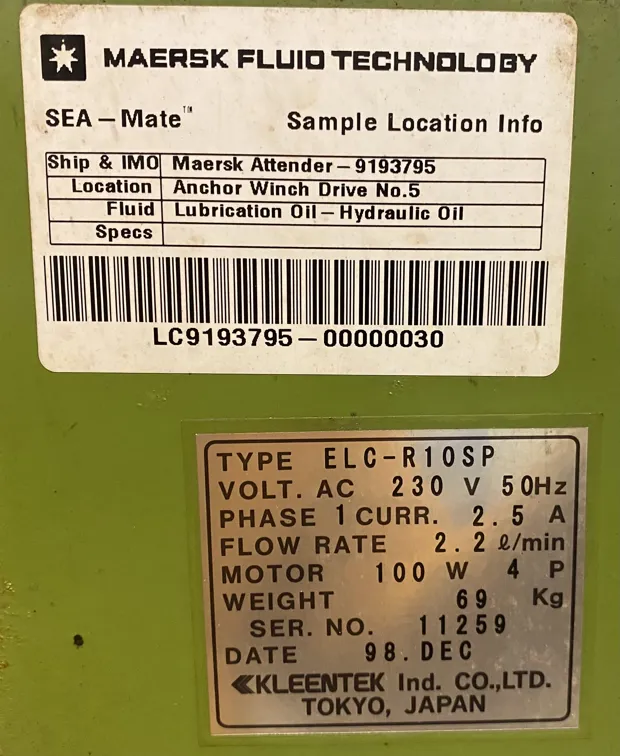 MAERSK FLUID TECHNOLOGY
SEA-Mate™ Sample Location Info
Ship & IMO Maersk Attender-9193795
Location Anchor Winch Drive No.5
Fluid Lubrication Oil-Hydraulic Oil
Specs
LC9193795-00000030
TYPE ELC-R10SP
VOLT. AC 230 V 50Hz
PHASE 1 CURR. 2.5 A
FLOW RATE 2.2 ℓ/min
MOTOR 100 W 4 P
WEIGHT 69 Kg
SER. NO. 11259
DATE 98. DEC
KLEENTEK Ind. CO.,LTD.
TOKYO, JAPAN